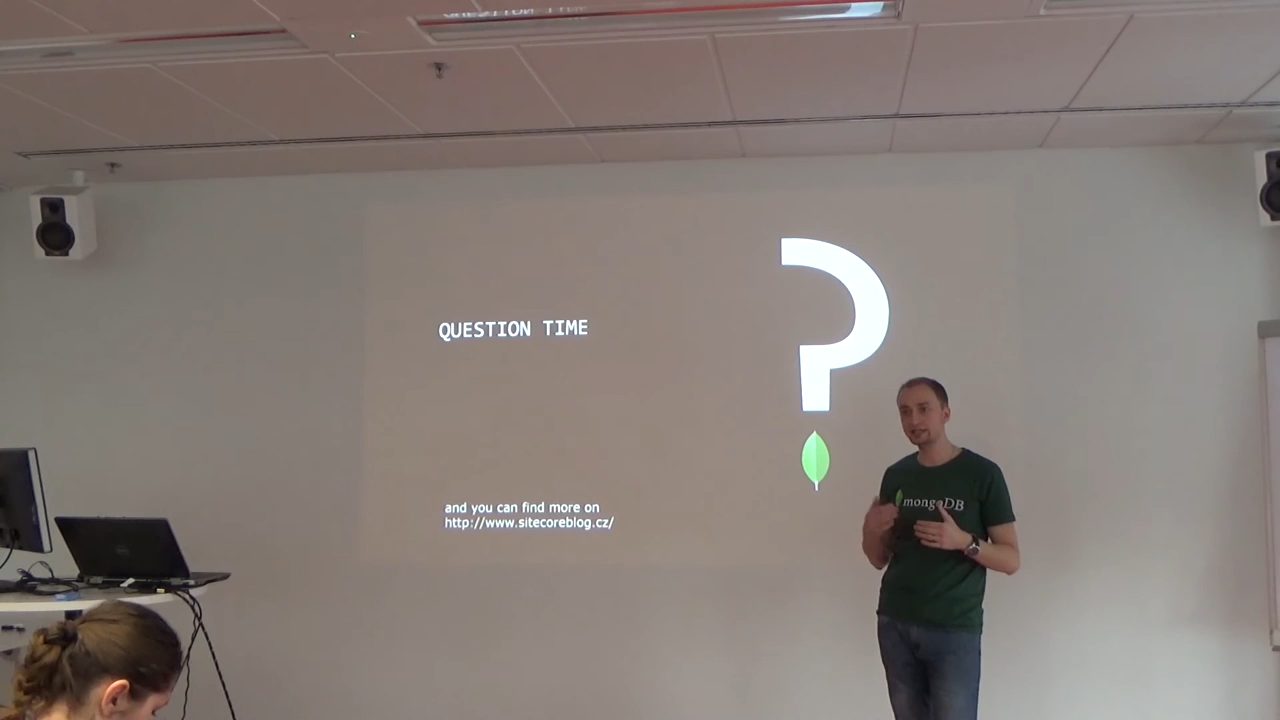 QUESTION TIME
?
mongoDB
and you can find more on
http://www.sitecoreblog.cz/